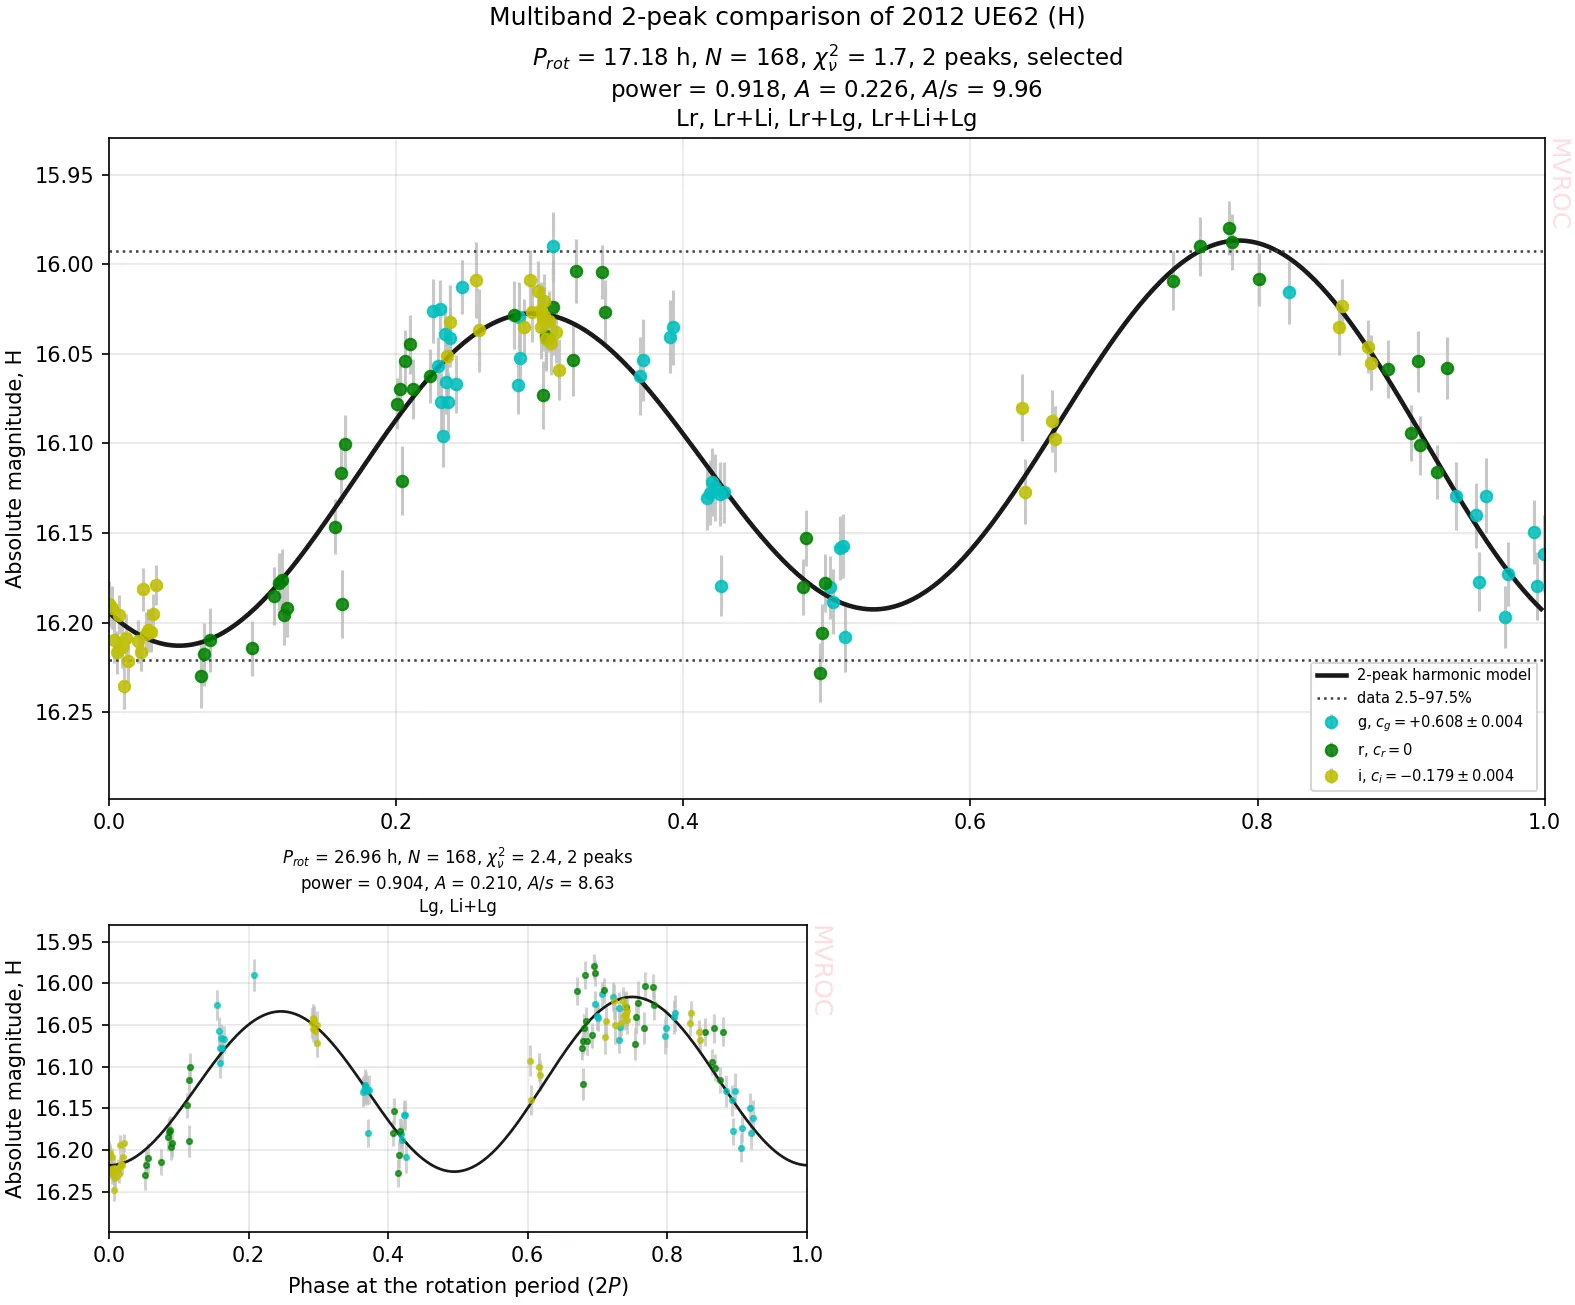 Multiband 2-peak comparison of 2012 UE62 (H)
P_rot = 17.18 h, N = 168, χ²_ν = 1.7, 2 peaks, selected
power = 0.918, A = 0.226, A/s = 9.96
Lr, Lr+Li, Lr+Lg, Lr+Li+Lg
MVROC
Absolute magnitude, H
15.95
16.00
16.05
16.10
16.15
16.20
16.25
2-peak harmonic model
data 2.5–97.5%
g, c_g = +0.608 ± 0.004
r, c_r = 0
i, c_i = −0.179 ± 0.004
0.0 0.2 0.4 0.6 0.8 1.0
P_rot = 26.96 h, N = 168, χ²_ν = 2.4, 2 peaks
power = 0.904, A = 0.210, A/s = 8.63
Lg, Li+Lg
MVROC
Absolute magnitude, H
15.95
16.00
16.05
16.10
16.15
16.20
16.25
0.0 0.2 0.4 0.6 0.8 1.0
Phase at the rotation period (2P)